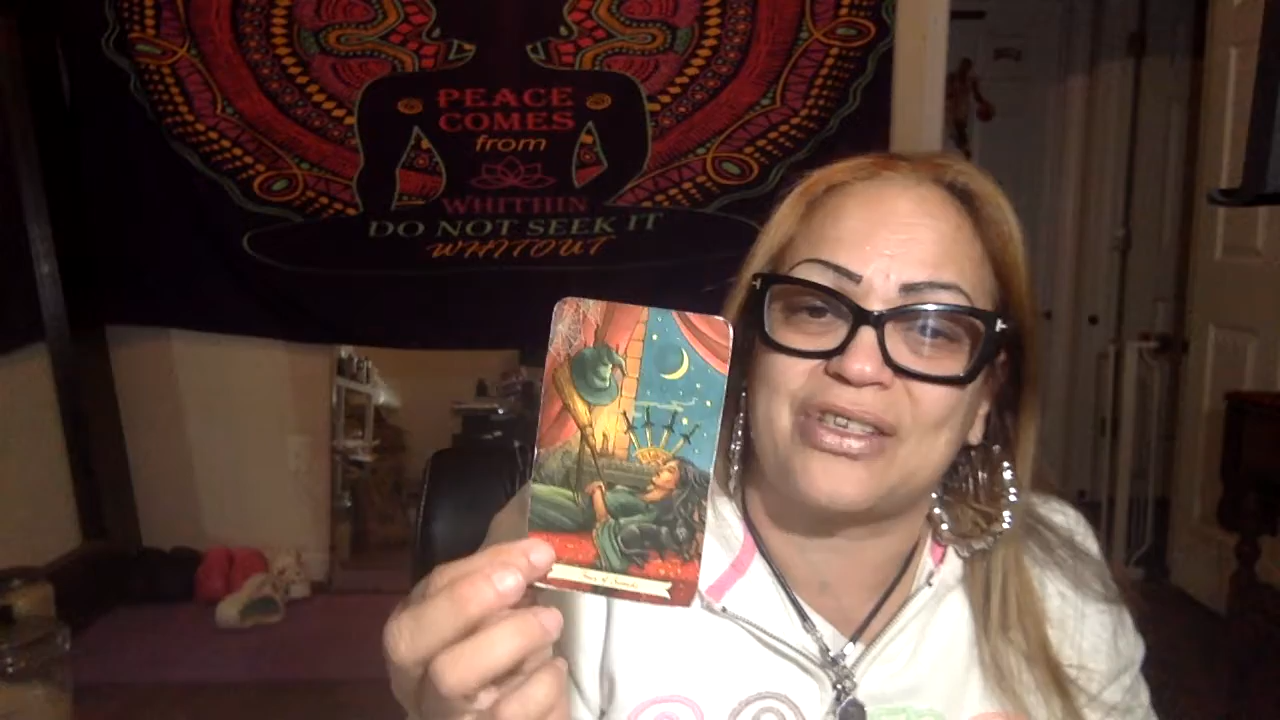 PEACE
COMES
from
WHITHIN
DO NOT SEEK IT
WHITOUT